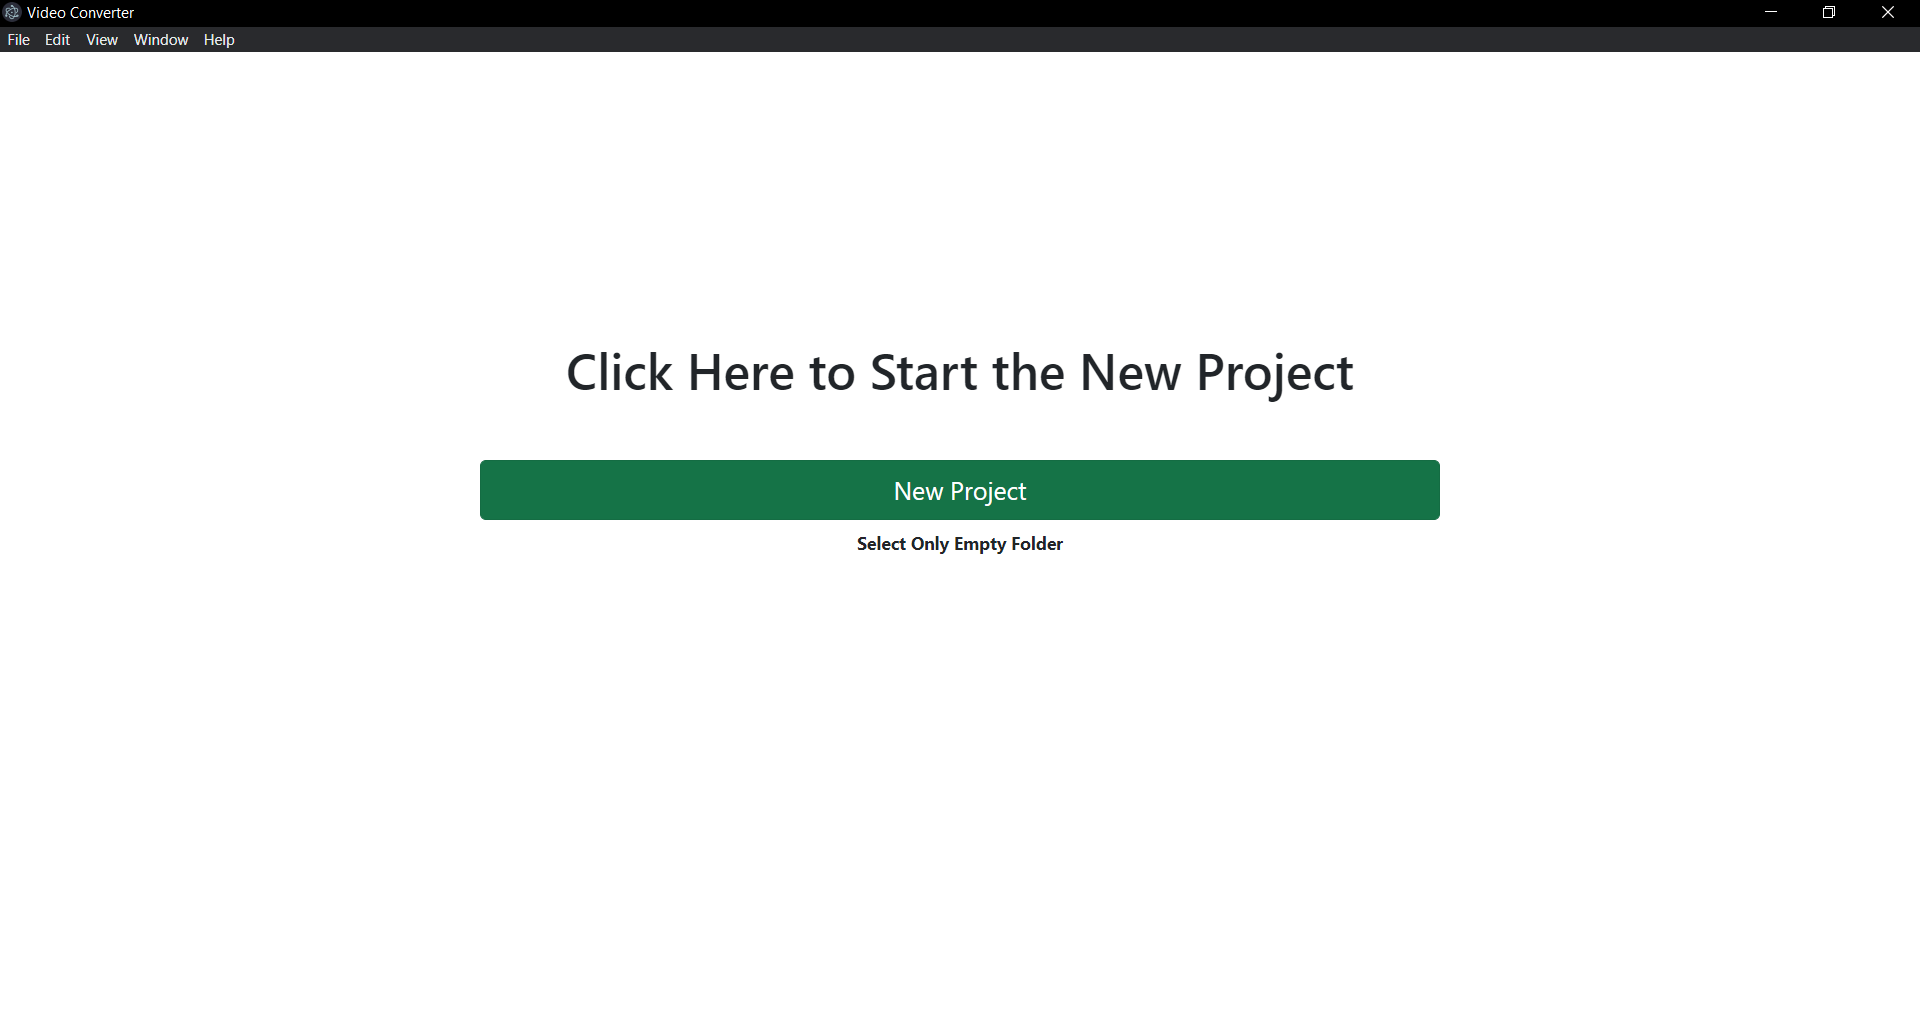 Video Converter
File Edit View Window Help
Click Here to Start the New Project
New Project
Select Only Empty Folder